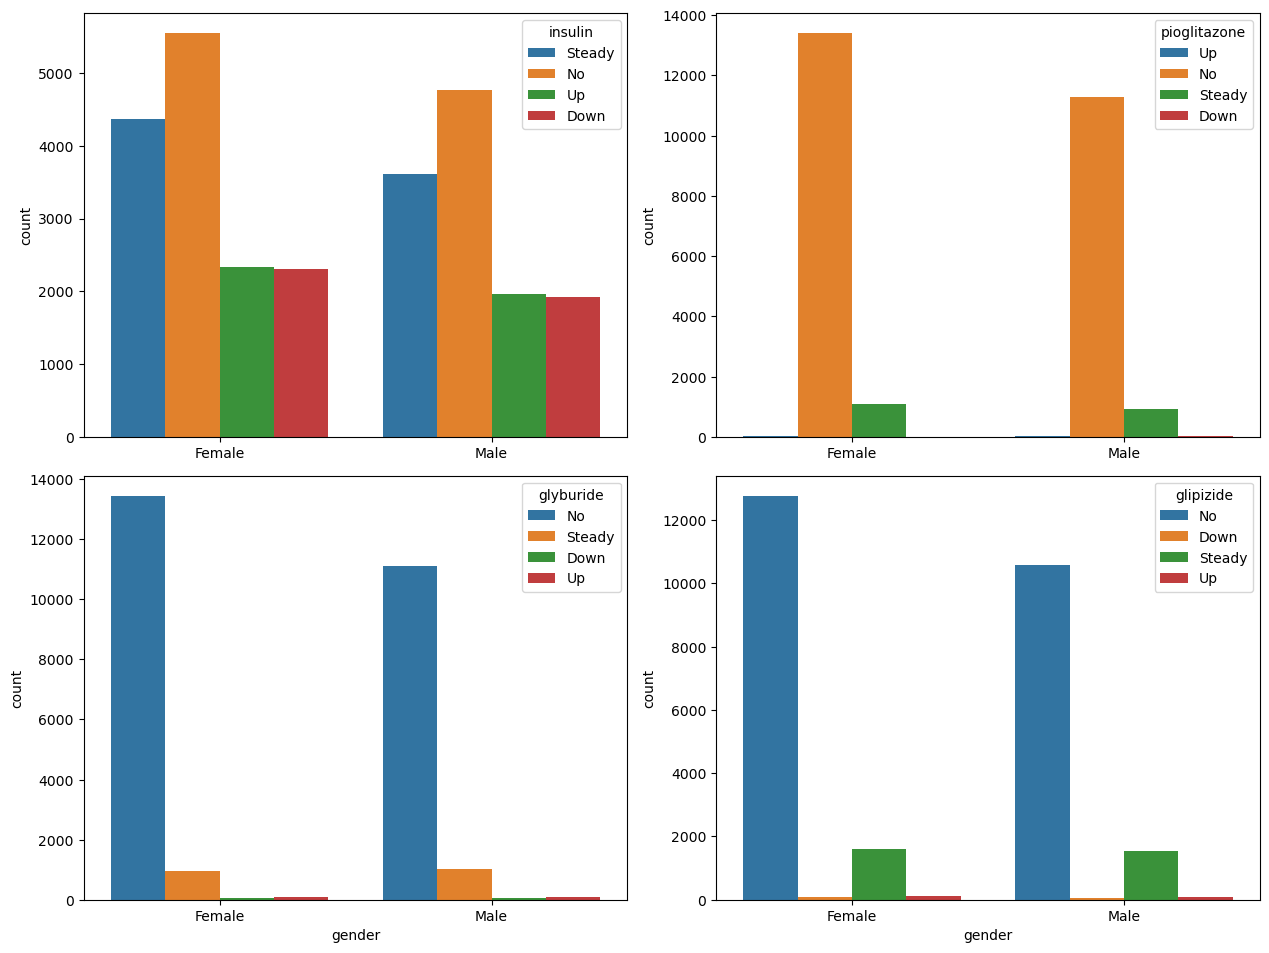 insulin
Steady
No
Up
Down
5000
4000
3000
2000
1000
0
count
Female Male
pioglitazone
Up
No
Steady
Down
14000
12000
10000
8000
6000
4000
2000
0
count
Female Male
glyburide
No
Steady
Down
Up
14000
12000
10000
8000
6000
4000
2000
0
count
Female Male
gender
glipizide
No
Down
Steady
Up
12000
10000
8000
6000
4000
2000
0
count
Female Male
gender